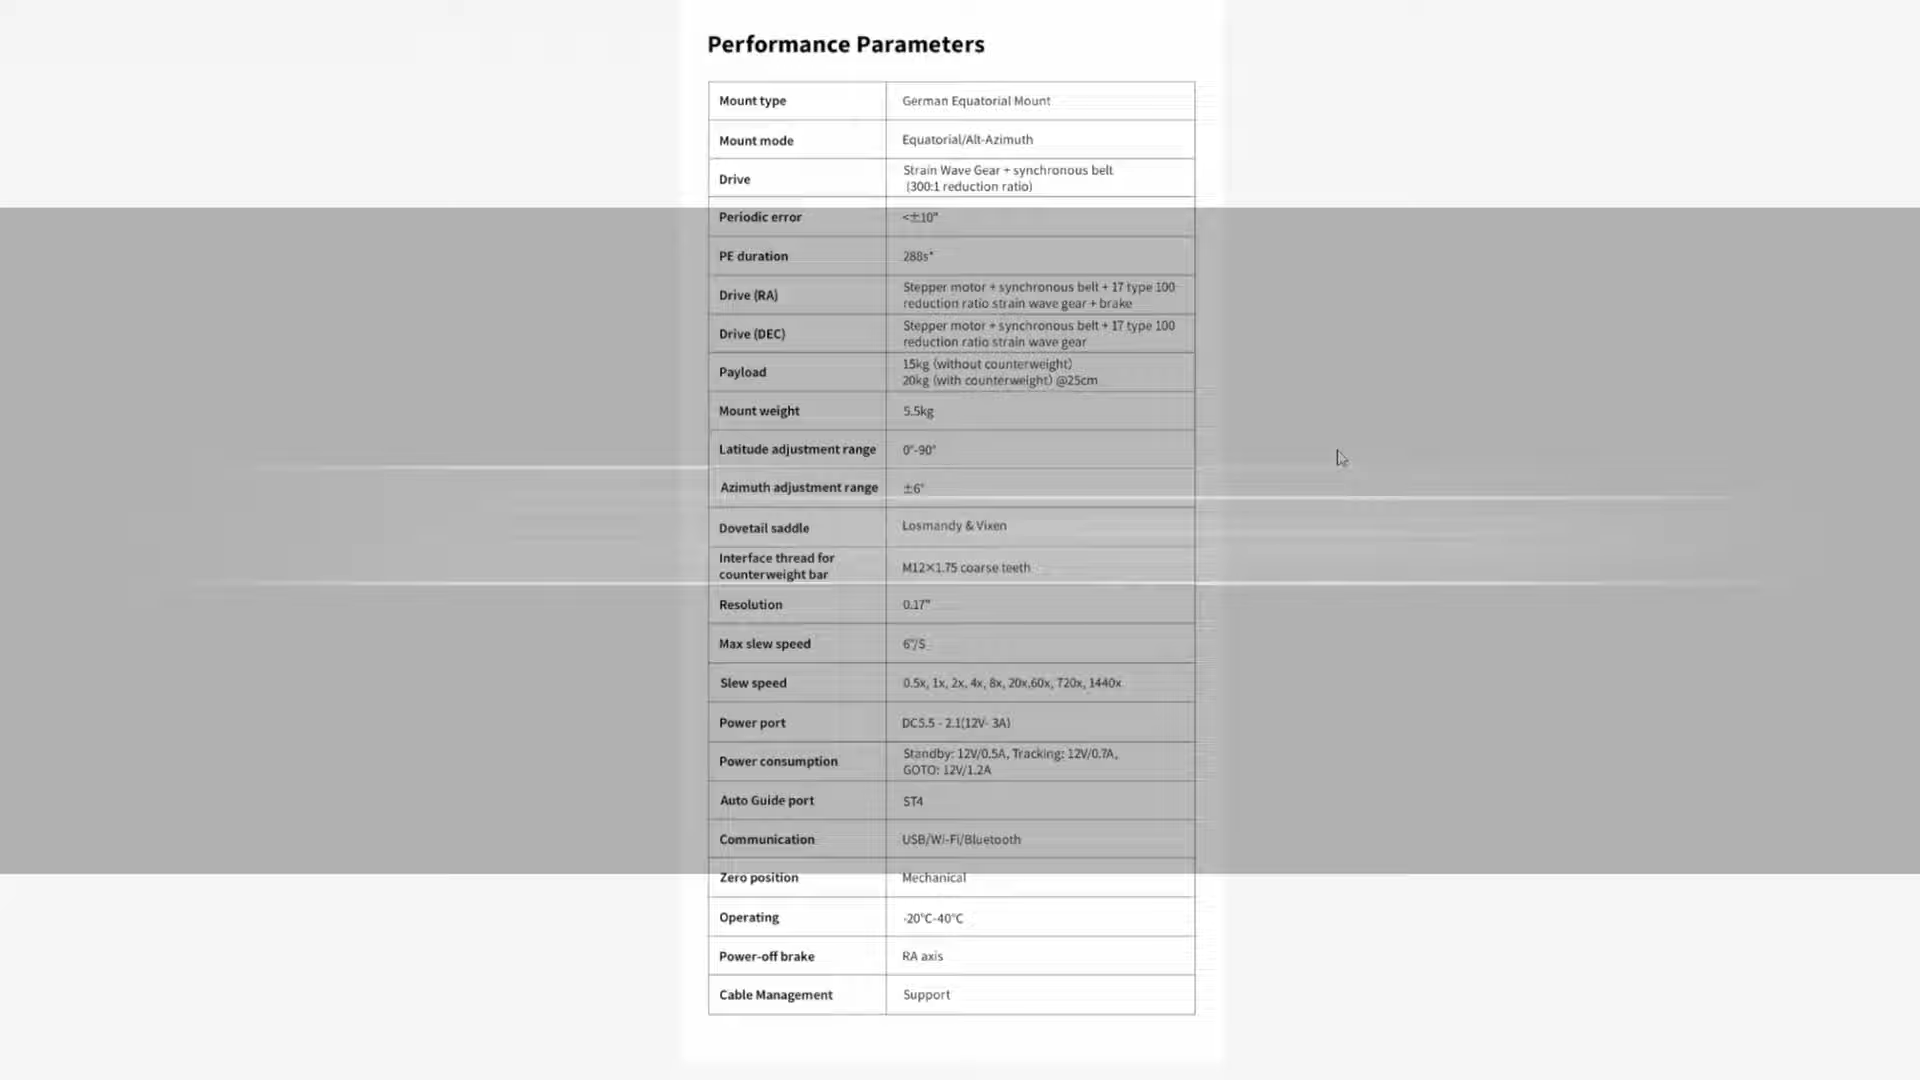 Performance Parameters
Mount type German Equatorial Mount
Mount mode Equatorial/Alt-Azimuth
Drive Strain Wave Gear + synchronous belt
(300:1 reduction ratio)
Periodic error <±10"
PE duration 288s*
Drive (RA) Stepper motor + synchronous belt + 17 type 100
reduction ratio strain wave gear + brake
Drive (DEC) Stepper motor + synchronous belt + 17 type 100
reduction ratio strain wave gear
Payload 15kg (without counterweight)
20kg (with counterweight) @25cm
Mount weight 5.5kg
Latitude adjustment range 0°-90°
Azimuth adjustment range ±6°
Dovetail saddle Losmandy & Vixen
Interface thread for
counterweight bar M12×1.75 coarse teeth
Resolution 0.17"
Max slew speed 6°/S
Slew speed 0.5x, 1x, 2x, 4x, 8x, 20x,60x, 720x, 1440x
Power port DC5.5 - 2.1(12V- 3A)
Power consumption Standby: 12V/0.5A, Tracking: 12V/0.7A,
GOTO: 12V/1.2A
Auto Guide port ST4
Communication USB/Wi-Fi/Bluetooth
Zero position Mechanical
Operating -20°C-40°C
Power-off brake RA axis
Cable Management Support